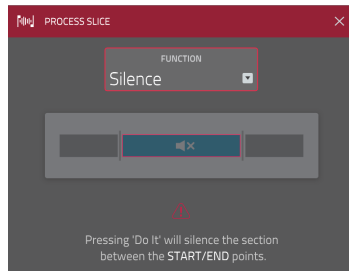 PROCESS SLICE
FUNCTION
Silence
Pressing 'Do It' will silence the section
between the START/END points.